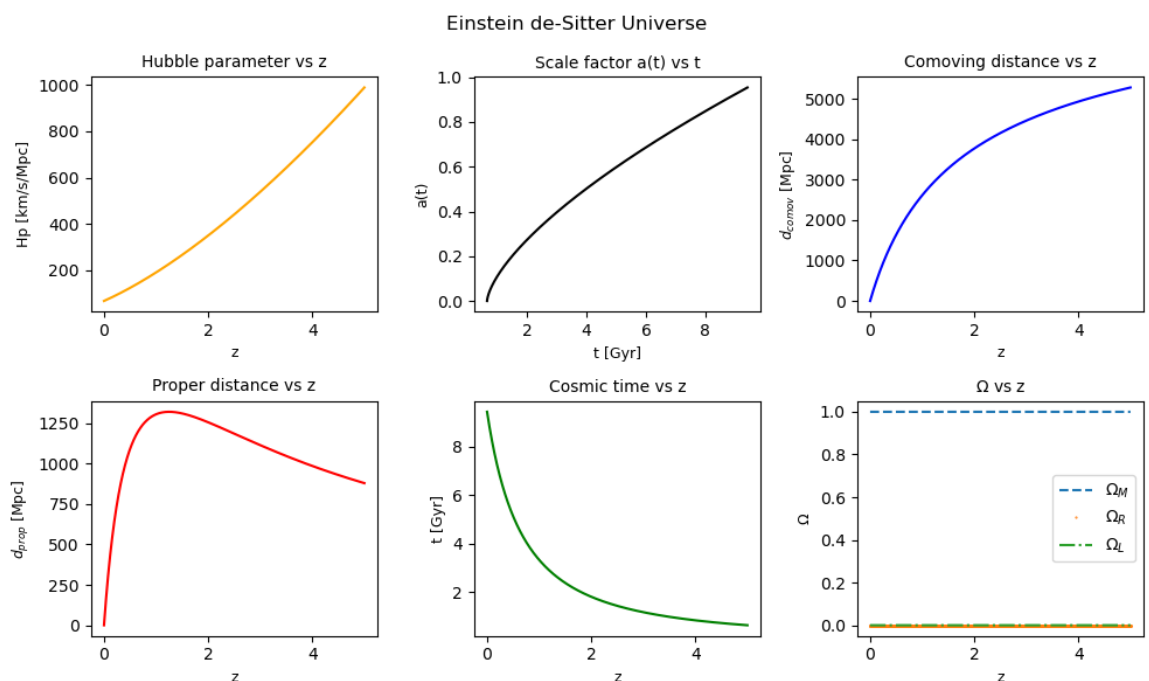 Einstein de-Sitter Universe
Hubble parameter vs z
Hp [km/s/Mpc]
1000
800
600
400
200
0
2
4
z
Scale factor a(t) vs t
a(t)
1.0
0.8
0.6
0.4
0.2
0.0
2
4
6
8
t [Gyr]
Comoving distance vs z
d_comov [Mpc]
5000
4000
3000
2000
1000
0
0
2
4
z
Proper distance vs z
d_prop [Mpc]
1250
1000
750
500
250
0
0
2
4
z
Cosmic time vs z
t [Gyr]
8
6
4
2
0
2
4
z
Ω vs z
Ω
1.0
0.8
0.6
0.4
0.2
0.0
Ω_M
Ω_R
Ω_L
0
2
4
z